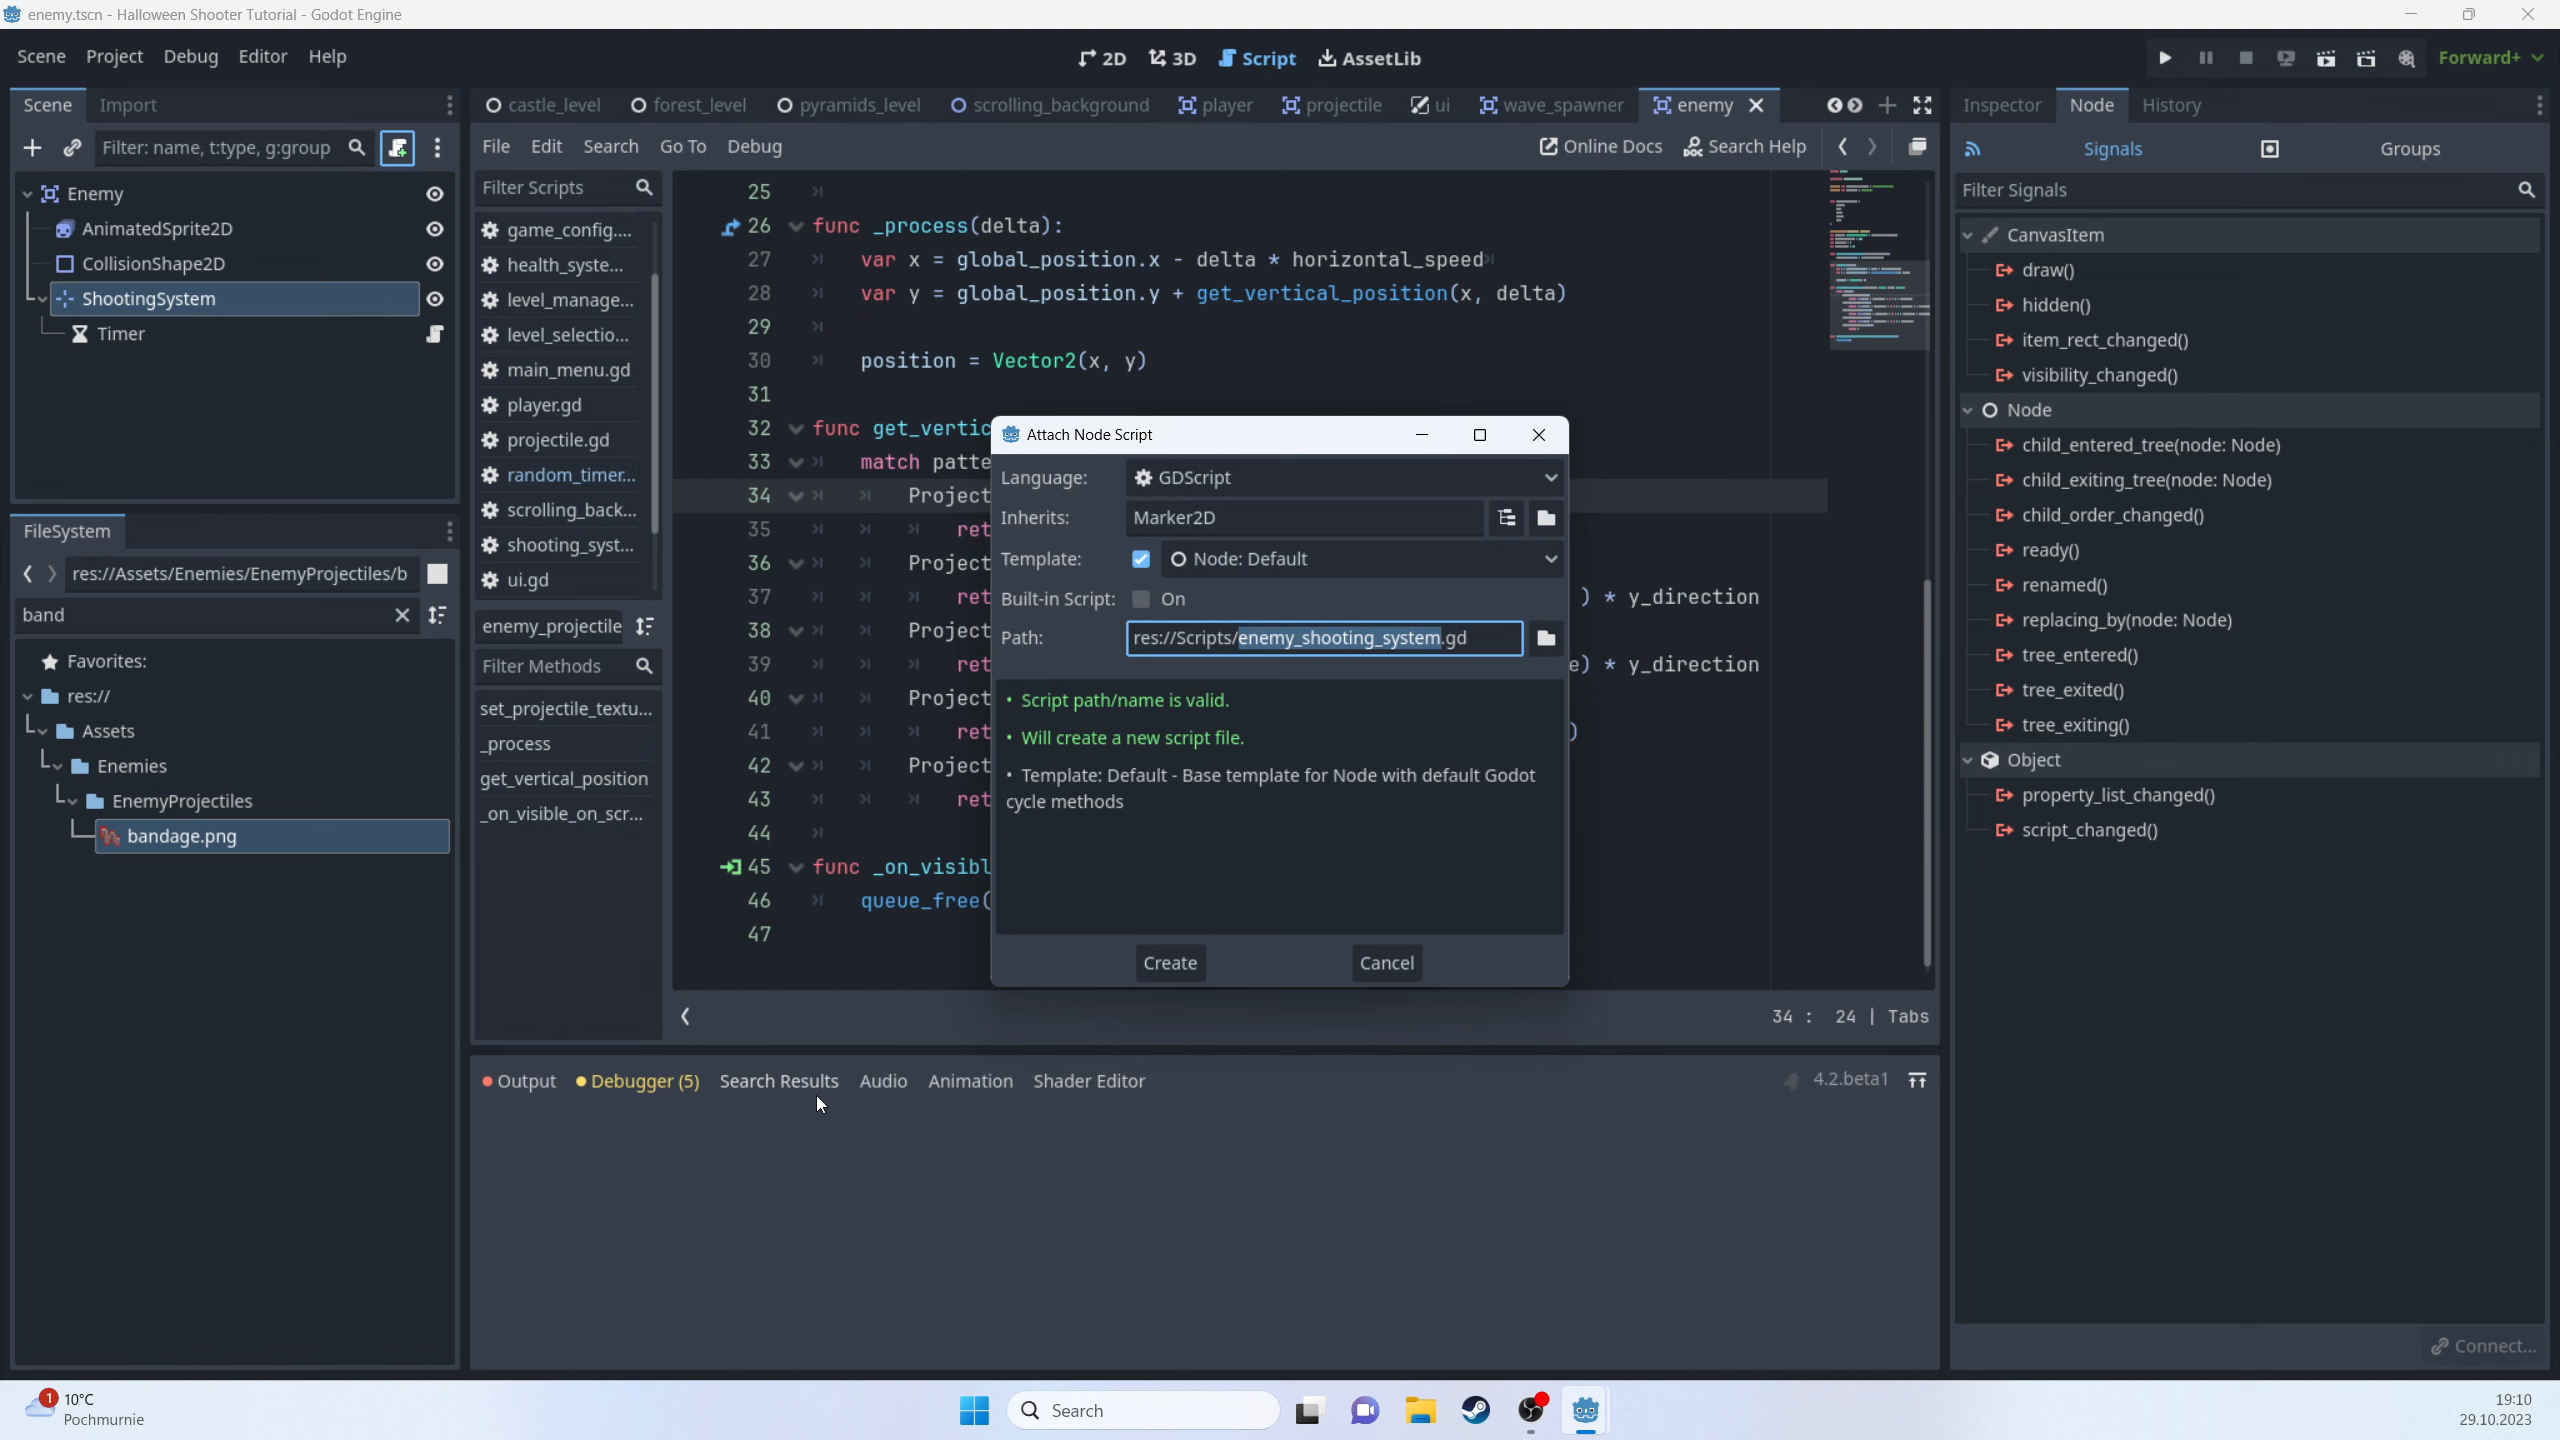 enemy.tscn - Halloween Shooter Tutorial - Godot Engine
Scene Project Debug Editor Help
2D 3D Script AssetLib
Forward+
Scene Import
Filter: name, t:type, g:group
Enemy
AnimatedSprite2D
CollisionShape2D
ShootingSystem
Timer
FileSystem
res://Assets/Enemies/EnemyProjectiles/b
band
Favorites:
res://
Assets
Enemies
EnemyProjectiles
bandage.png
castle_level forest_level pyramids_level scrolling_background player projectile ui wave_spawner enemy
File Edit Search Go To Debug
Online Docs Search Help
Filter Scripts
game_config....
health_syste...
level_manage...
level_selectio...
main_menu.gd
player.gd
projectile.gd
random_timer...
scrolling_back...
shooting_syst...
ui.gd
enemy_projectile
Filter Methods
set_projectile_textu...
_process
get_vertical_position
_on_visible_on_scr...
25
26 func _process(delta):
27 var x = global_position.x - delta * horizontal_speed
28 var y = global_position.y + get_vertical_position(x, delta)
29
30 position = Vector2(x, y)
31
32 func get_vertic
33 match patte
34 Project
35 ret
36 Project
37 ret ) * y_direction
38 Project
39 ret e) * y_direction
40 Project
41 ret )
42 Project
43 ret
44
45 func _on_visibl
46 queue_free(
47
34 : 24 | Tabs
Attach Node Script
Language: GDScript
Inherits: Marker2D
Template: Node: Default
Built-in Script: On
Path: res://Scripts/enemy_shooting_system.gd
• Script path/name is valid.
• Will create a new script file.
• Template: Default - Base template for Node with default Godot
cycle methods
Create Cancel
Output Debugger (5) Search Results Audio Animation Shader Editor
4.2.beta1
Inspector Node History
Signals Groups
Filter Signals
CanvasItem
draw()
hidden()
item_rect_changed()
visibility_changed()
Node
child_entered_tree(node: Node)
child_exiting_tree(node: Node)
child_order_changed()
ready()
renamed()
replacing_by(node: Node)
tree_entered()
tree_exited()
tree_exiting()
Object
property_list_changed()
script_changed()
Connect...
1
10°C
Pochmurnie
Search
19:10
29.10.2023